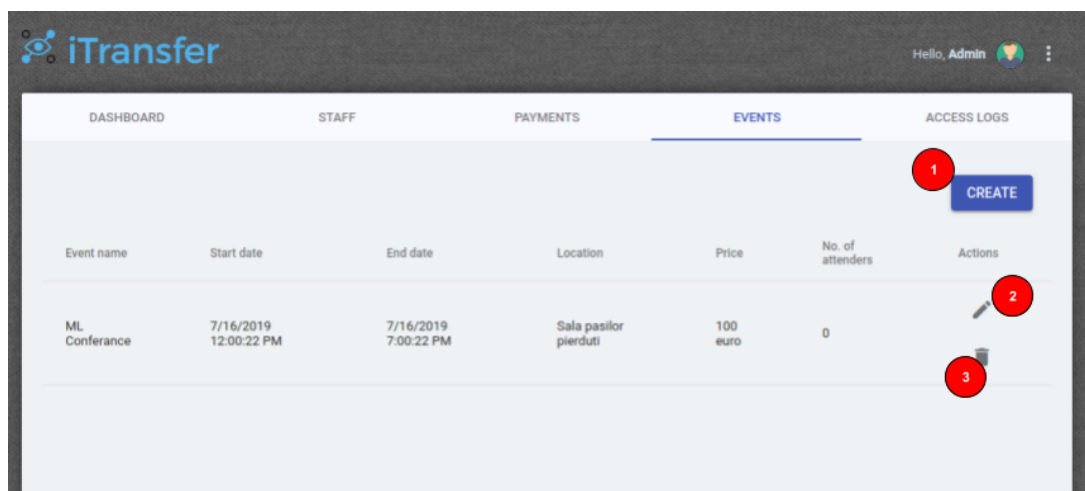 iTransfer
Hello, Admin
DASHBOARD STAFF PAYMENTS EVENTS ACCESS LOGS
1
CREATE
Event name Start date End date Location Price No. of attenders Actions
2
ML Conferance 7/16/2019 12:00:22 PM 7/16/2019 7:00:22 PM Sala pasilor pierduti 100 euro 0
3